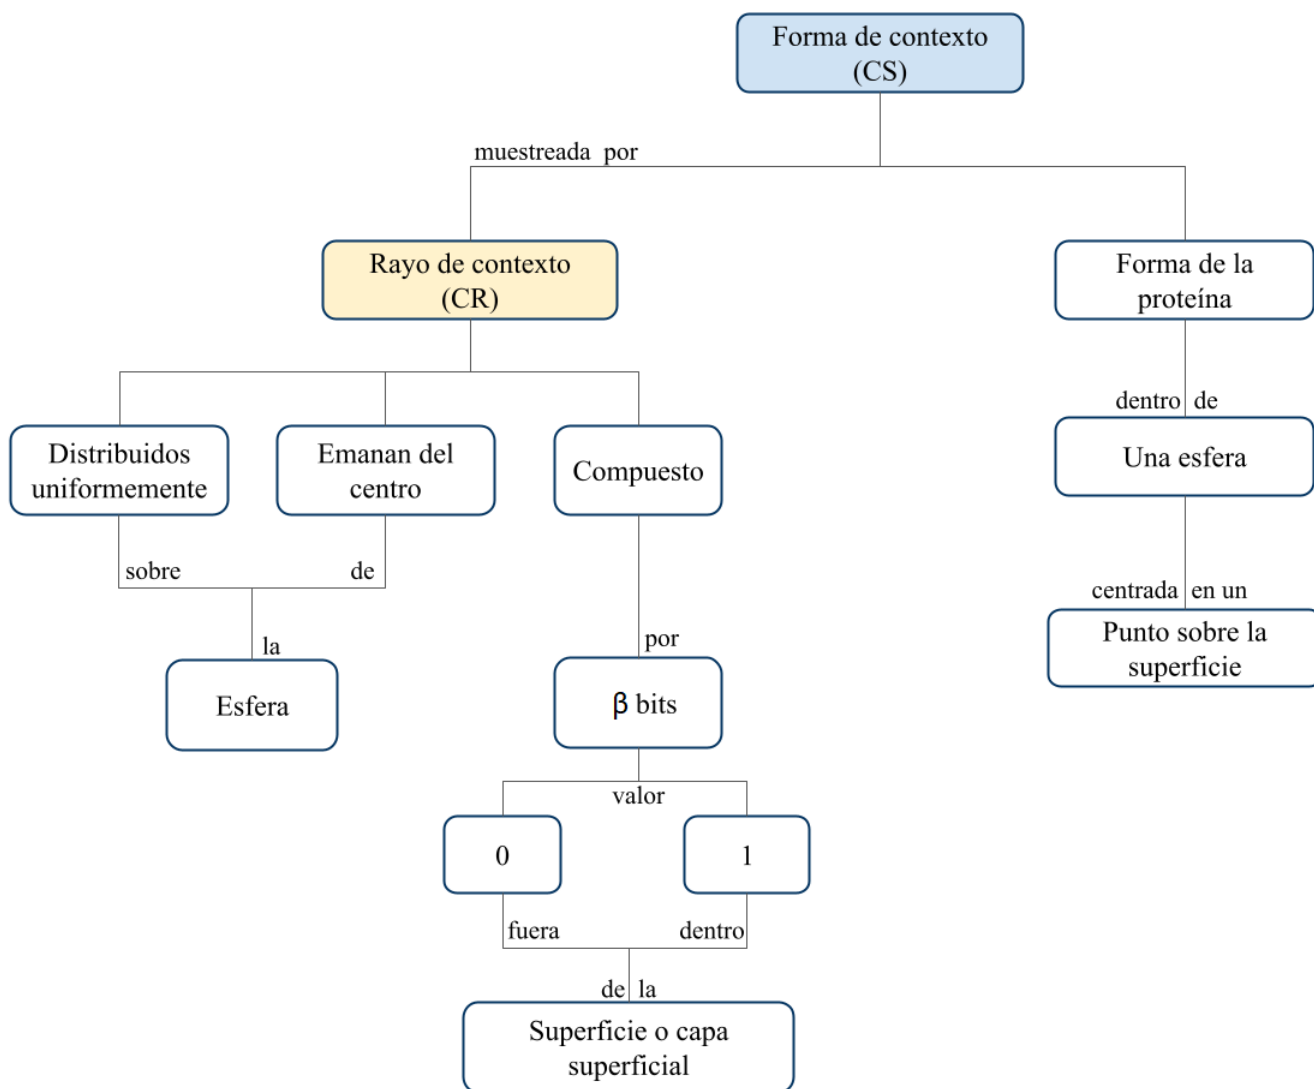 Forma de contexto
(CS)
muestreada por
Rayo de contexto
(CR)
Forma de la
proteína
Distribuidos
uniformemente
Emanan del
centro
Compuesto
dentro de
Una esfera
sobre
de
la
Esfera
por
β bits
centrada en un
Punto sobre la
superficie
valor
0
1
fuera
dentro
de la
Superficie o capa
superficial